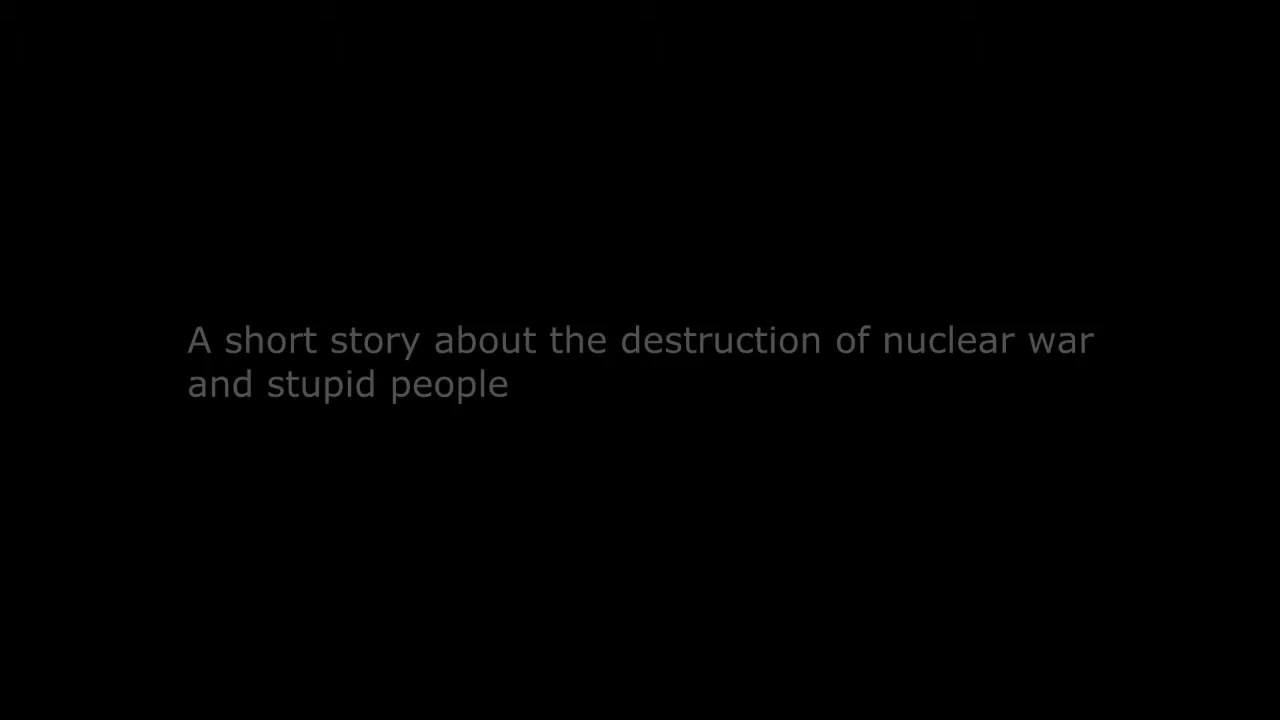 A short story about the destruction of nuclear war
and stupid people